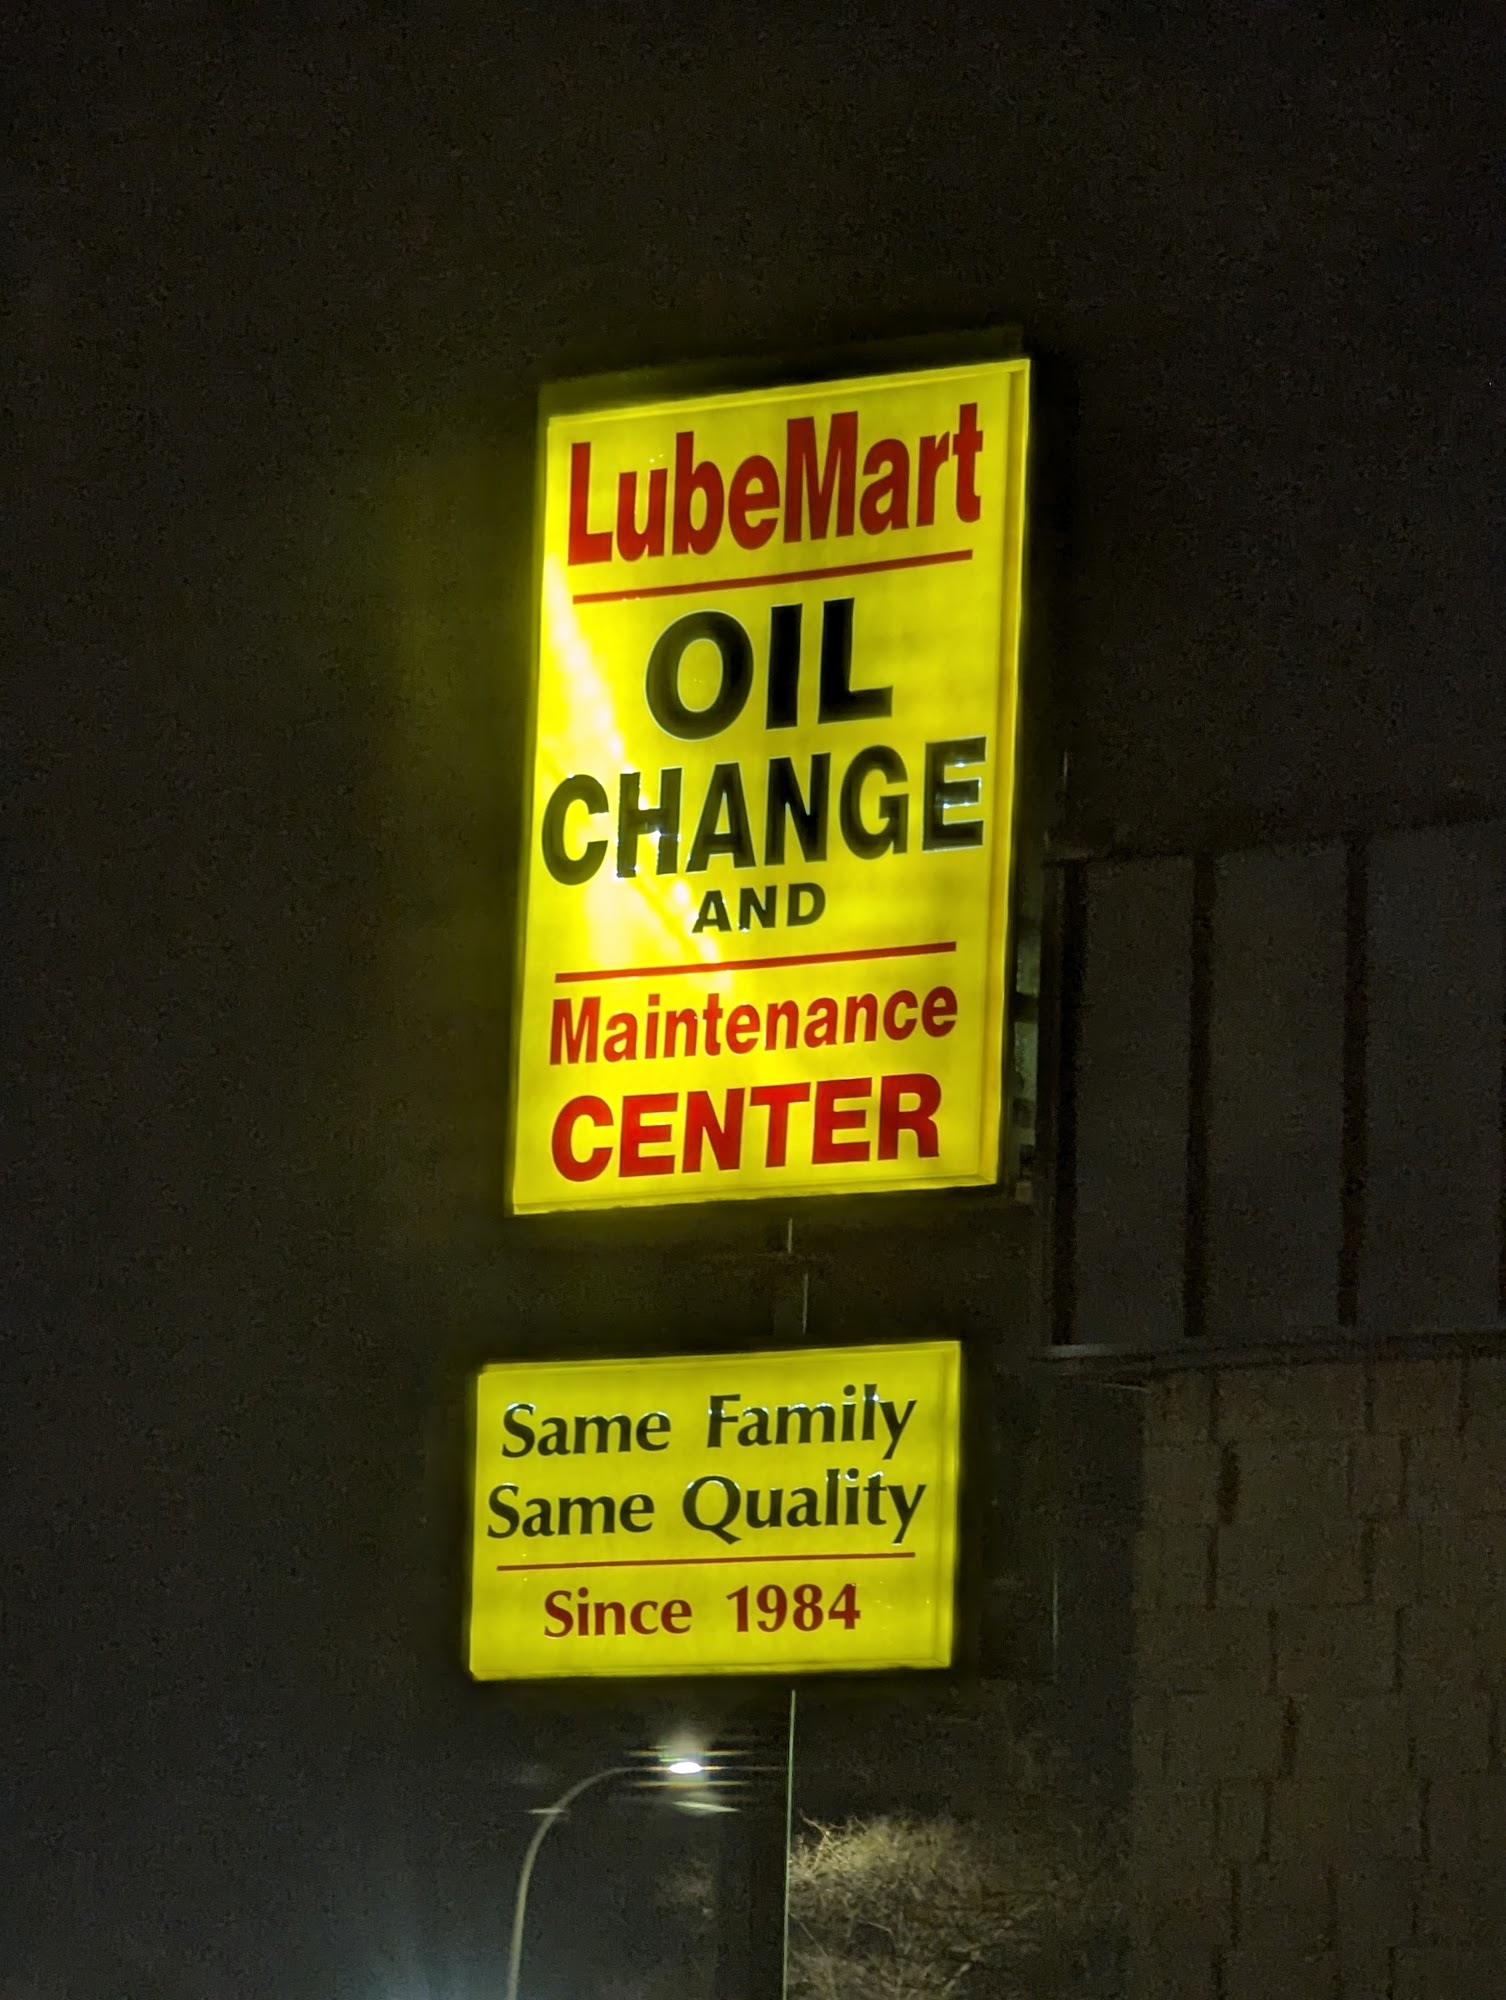 LubeMart
OIL
CHANGE
AND
Maintenance
CENTER
Same Family
Same Quality
Since 1984